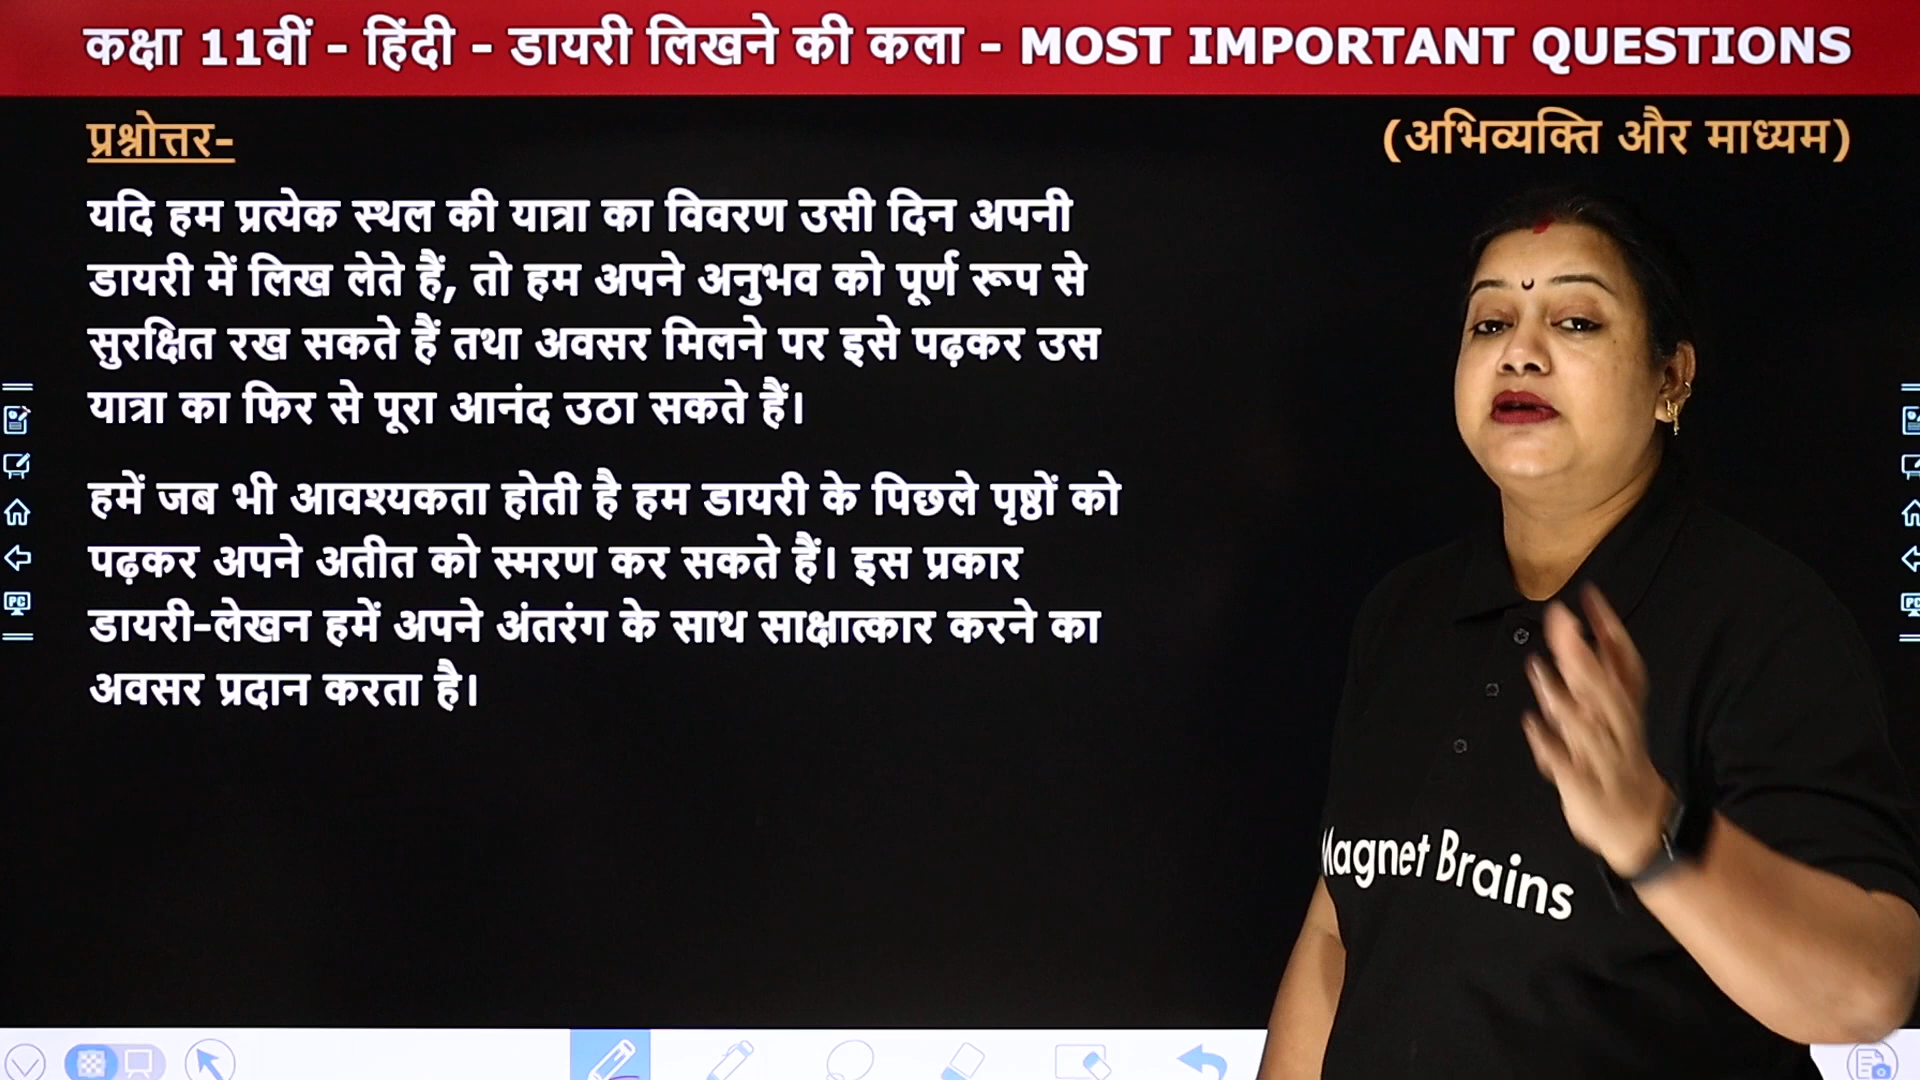 कक्षा 11वीं - हिंदी - डायरी लिखने की कला - MOST IMPORTANT QUESTIONS
प्रश्नोत्तर-
(अभिव्यक्ति और माध्यम)
यदि हम प्रत्येक स्थल की यात्रा का विवरण उसी दिन अपनी
डायरी में लिख लेते हैं, तो हम अपने अनुभव को पूर्ण रूप से
सुरक्षित रख सकते हैं तथा अवसर मिलने पर इसे पढ़कर उस
यात्रा का फिर से पूरा आनंद उठा सकते हैं।
हमें जब भी आवश्यकता होती है हम डायरी के पिछले पृष्ठों को
पढ़कर अपने अतीत को स्मरण कर सकते हैं। इस प्रकार
डायरी-लेखन हमें अपने अंतरंग के साथ साक्षात्कार करने का
अवसर प्रदान करता है।
Magnet Brains
PC